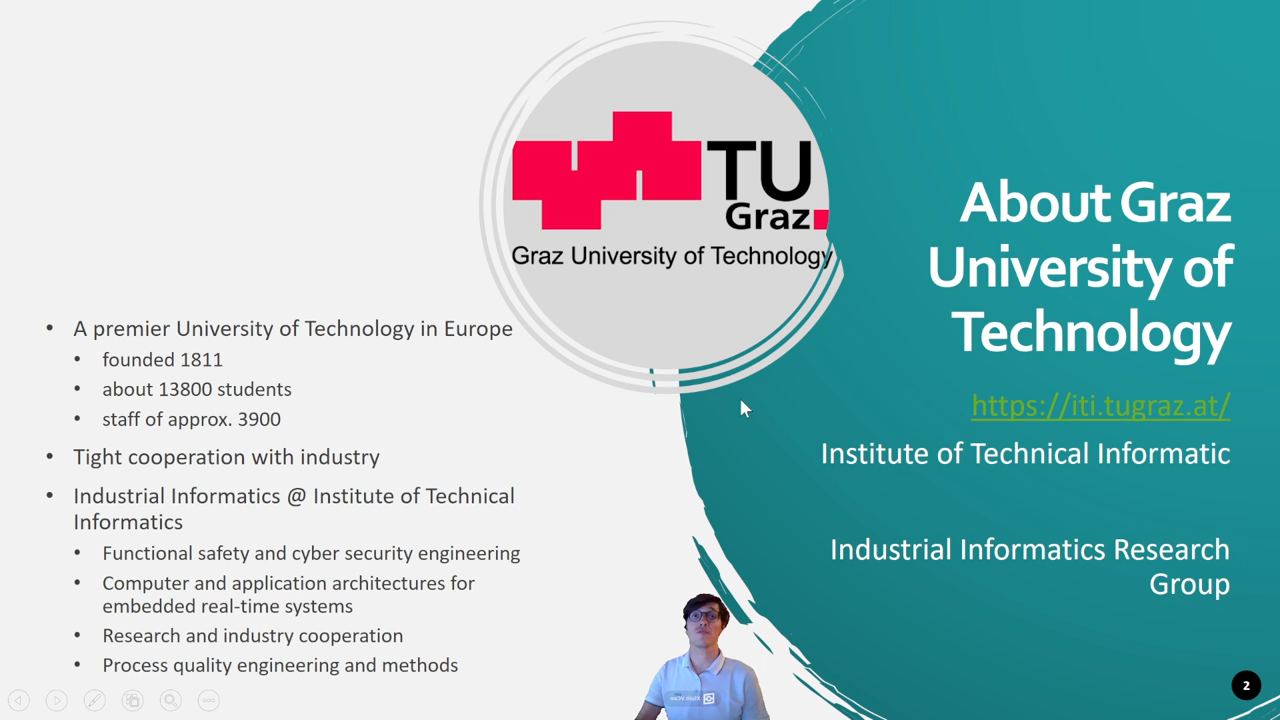 TU
Graz
Graz University of Technology
About Graz
University of
Technology
https://iti.tugraz.at/
Institute of Technical Informatic
Industrial Informatics Research
Group
• A premier University of Technology in Europe
• founded 1811
• about 13800 students
• staff of approx. 3900
• Tight cooperation with industry
• Industrial Informatics @ Institute of Technical
Informatics
• Functional safety and cyber security engineering
• Computer and application architectures for
embedded real-time systems
• Research and industry cooperation
• Process quality engineering and methods
2